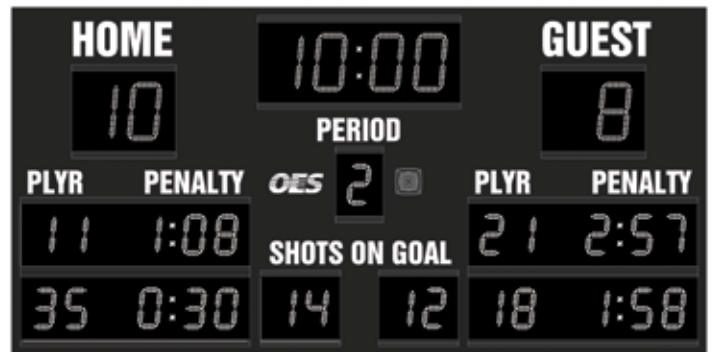 HOME 10:00 GUEST
10 8
PERIOD
PLYR PENALTY OES 2 PLYR PENALTY
11 1:08 21 2:57
SHOTS ON GOAL
35 0:30 14 12 18 1:58